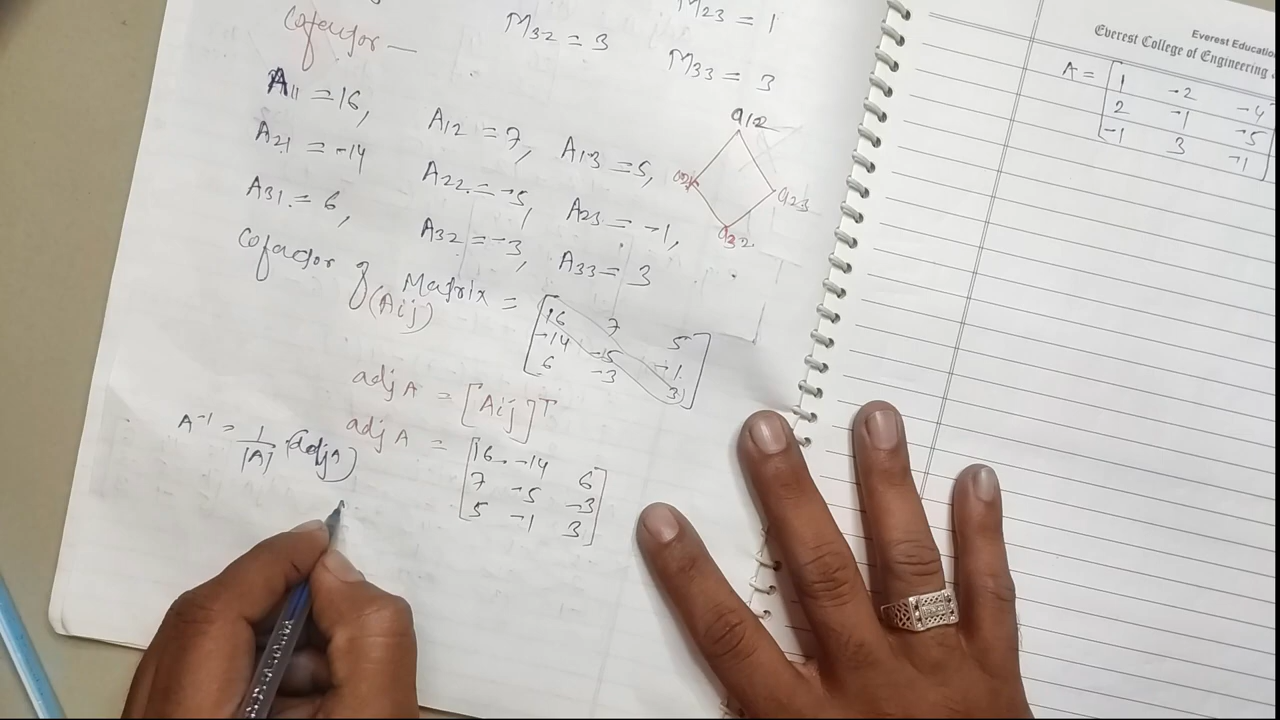 M23 = 1
M32 = 3
M33 = 3
Cofactor —
A11 = 16, A12 = 7, A13 = 5,
A21 = -14 A22 = -5, A23 = -1,
A31 = 6, A32 = -3, A33 = 3
a12
a21 a23
a32
Cofactor of Matrix = [16 7 5
(Aij) -14 -5 -1
6 -3 3]
adj A = [Aij]T
adj A = [16 -14 6
7 -5 -3
5 -1 3]
A-1 = 1/|A| (adjA)
Everest Education
Everest College of Engineering
A = [1 -2 -4
2 -1 -5
-1 3 -1]